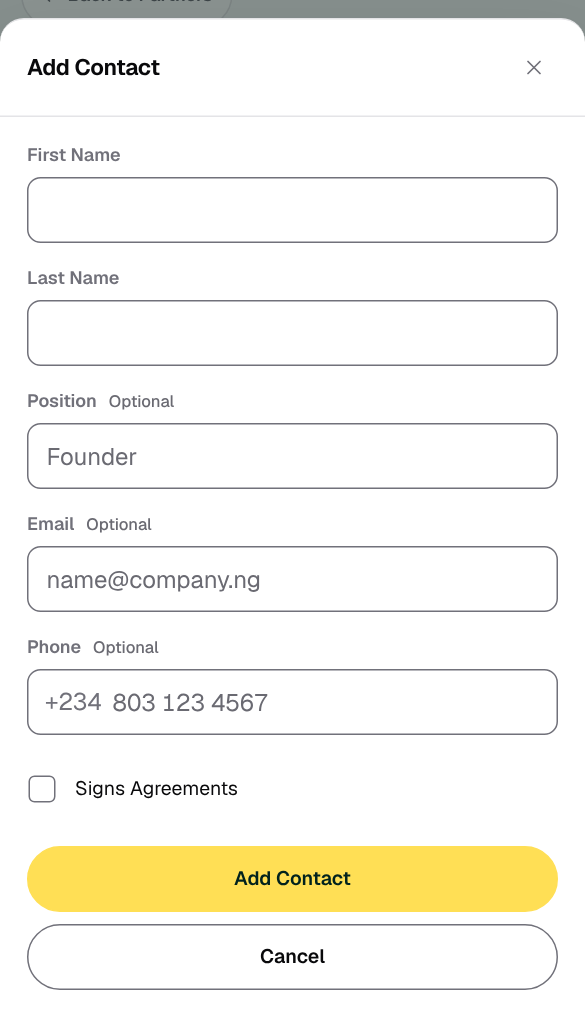 Add Contact
First Name
Last Name
Position Optional
Founder
Email Optional
name@company.ng
Phone Optional
+234 803 123 4567
Signs Agreements
Add Contact
Cancel